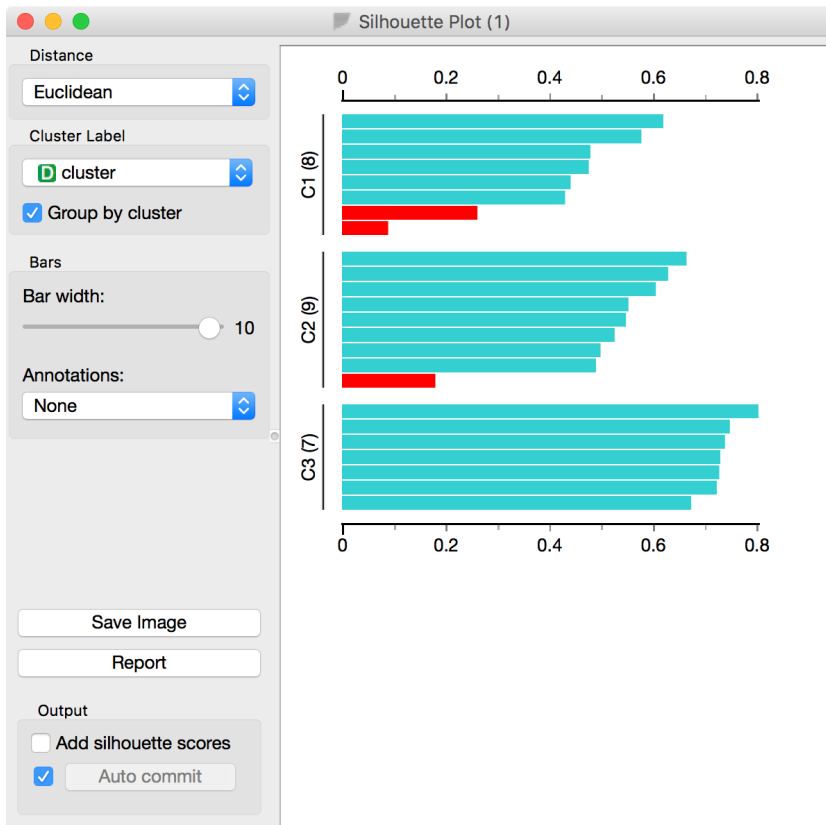 Silhouette Plot (1)
Distance
Euclidean
Cluster Label
D cluster
Group by cluster
Bars
Bar width:
10
Annotations:
None
Save Image
Report
Output
Add silhouette scores
Auto commit
0 0.2 0.4 0.6 0.8
C1 (8)
C2 (9)
C3 (7)
0 0.2 0.4 0.6 0.8